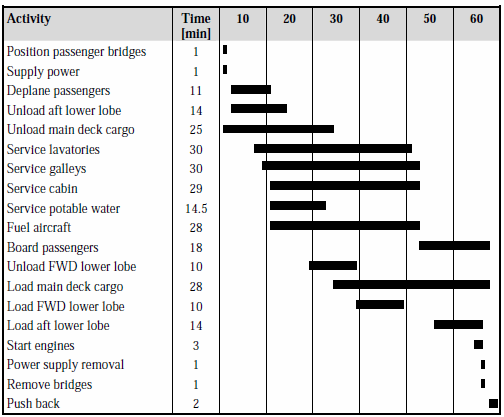 Activity Time 10 20 30 40 50 60
[min]
Position passenger bridges 1
Supply power 1
Deplane passengers 11
Unload aft lower lobe 14
Unload main deck cargo 25
Service lavatories 30
Service galleys 30
Service cabin 29
Service potable water 14.5
Fuel aircraft 28
Board passengers 18
Unload FWD lower lobe 10
Load main deck cargo 28
Load FWD lower lobe 10
Load aft lower lobe 14
Start engines 3
Power supply removal 1
Remove bridges 1
Push back 2